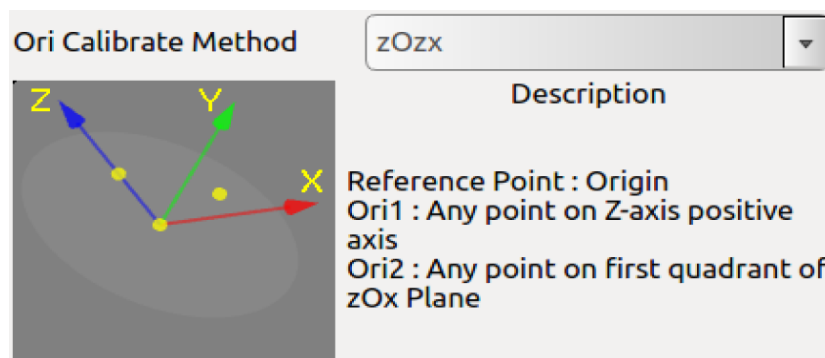 Ori Calibrate Method
zOzx
Z
Y
X
Description
Reference Point : Origin
Ori1 : Any point on Z-axis positive
axis
Ori2 : Any point on first quadrant of
zOx Plane